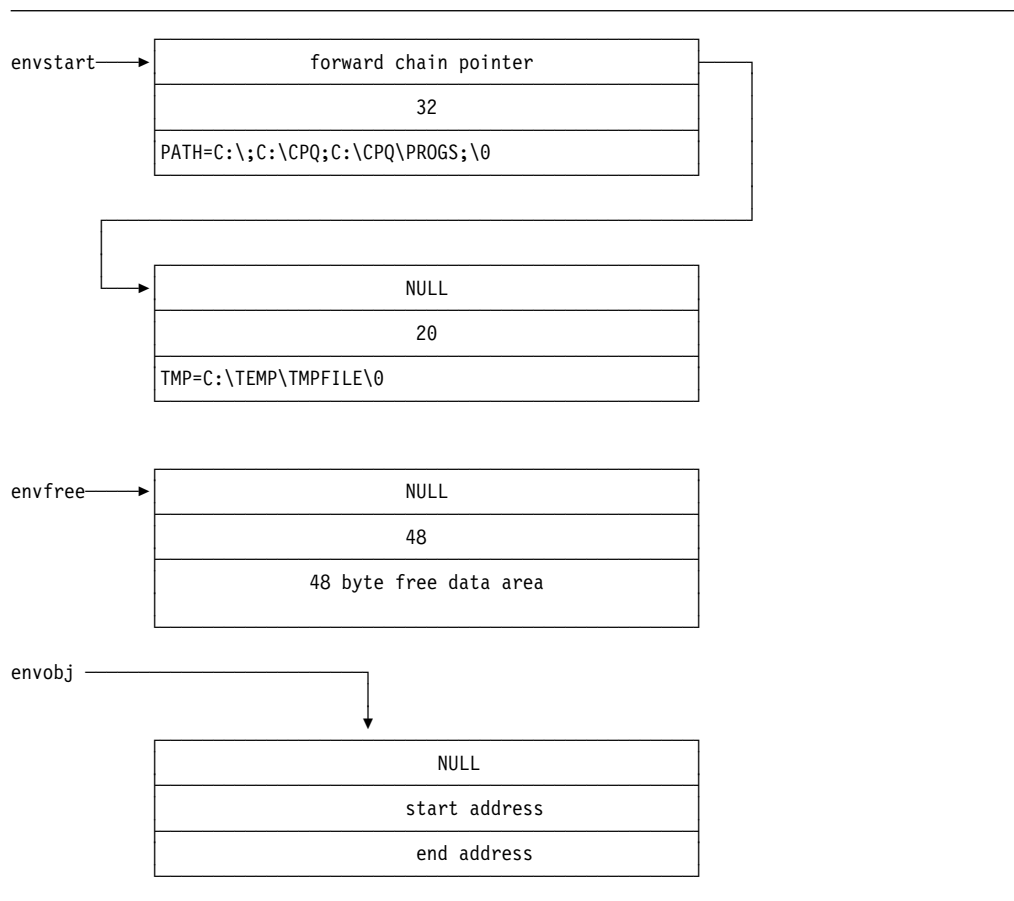 envstart
forward chain pointer
32
PATH=C:\;C:\CPQ;C:\CPQ\PROGS;\0
NULL
20
TMP=C:\TEMP\TMPFILE\0
envfree
NULL
48
48 byte free data area
envobj
NULL
start address
end address